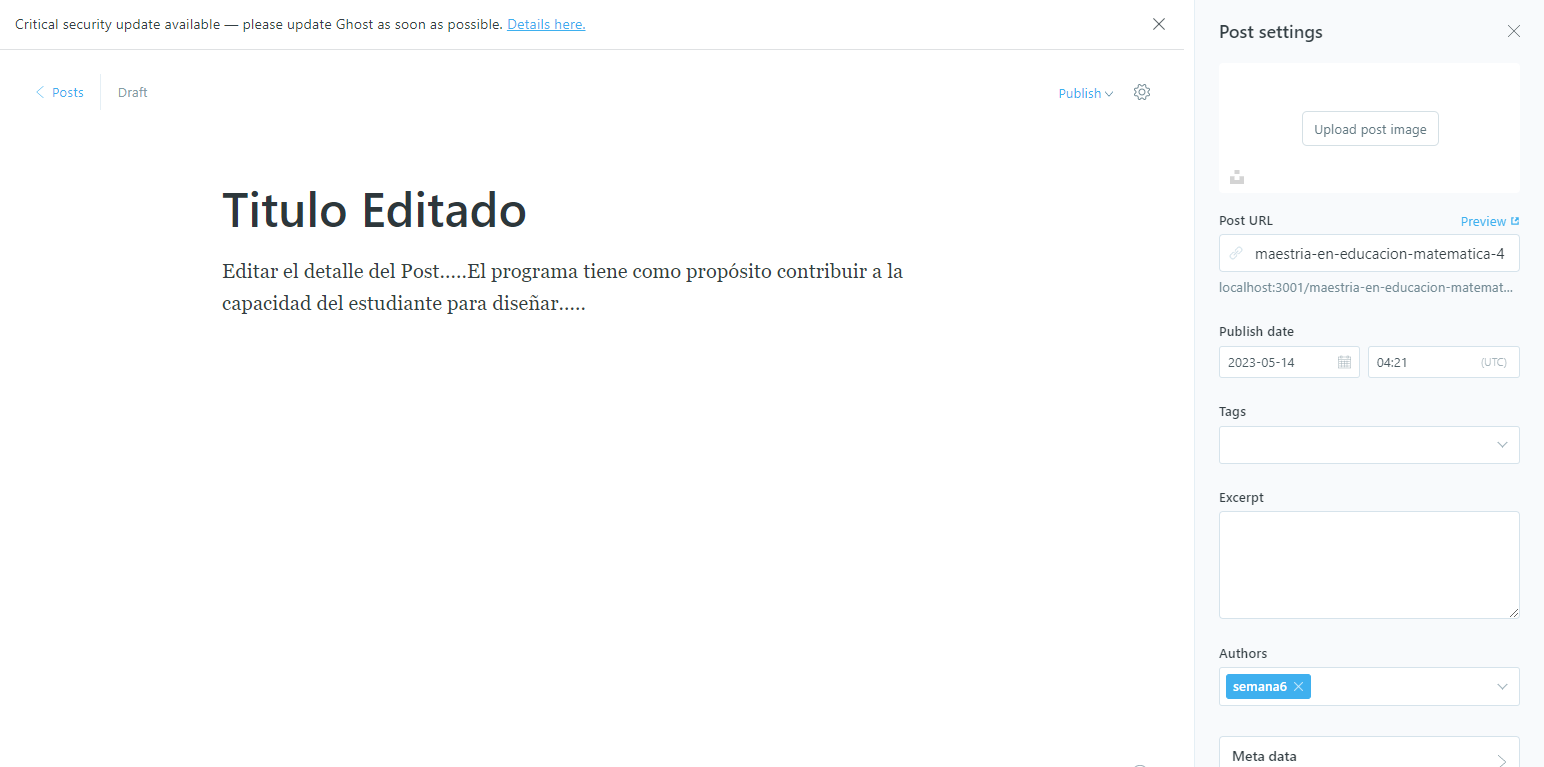 Critical security update available — please update Ghost as soon as possible. Details here.
Posts
Draft
Publish
Titulo Editado
Editar el detalle del Post.....El programa tiene como propósito contribuir a la
capacidad del estudiante para diseñar.....
Post settings
Upload post image
Post URL
Preview
maestria-en-educacion-matematica-4
localhost:3001/maestria-en-educacion-matemat...
Publish date
2023-05-14
04:21
(UTC)
Tags
Excerpt
Authors
semana6
Meta data